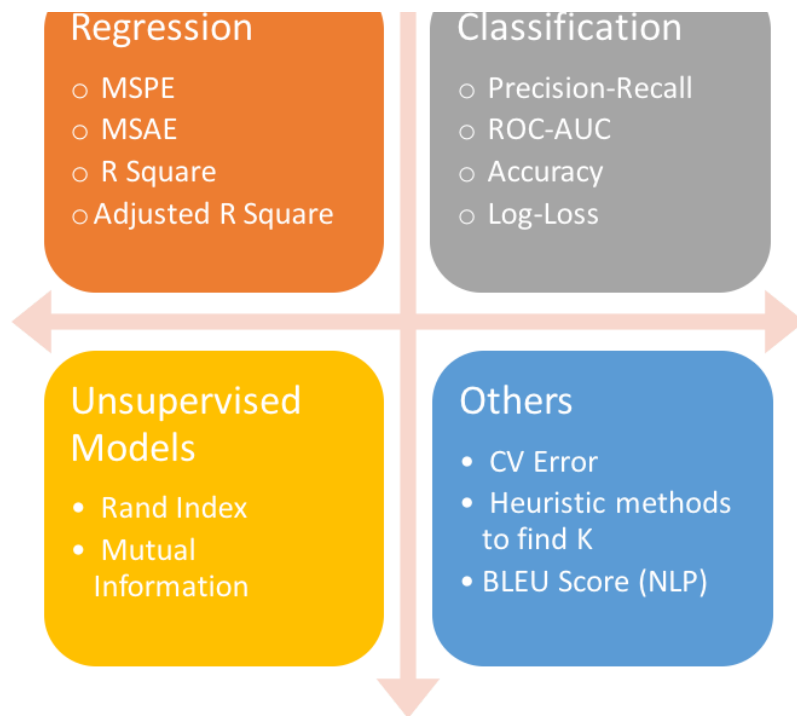 Regression
○ MSPE
○ MSAE
○ R Square
○ Adjusted R Square
Classification
○ Precision-Recall
○ ROC-AUC
○ Accuracy
○ Log-Loss
Unsupervised
Models
• Rand Index
• Mutual
Information
Others
• CV Error
• Heuristic methods
to find K
• BLEU Score (NLP)